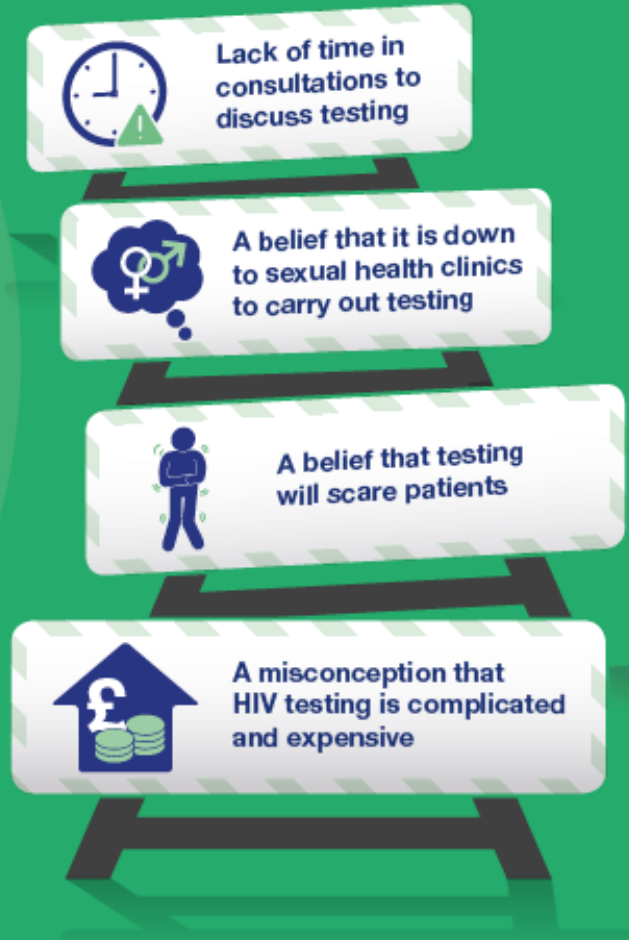 Lack of time in
consultations to
discuss testing
A belief that it is down
to sexual health clinics
to carry out testing
A belief that testing
will scare patients
£
A misconception that
HIV testing is complicated
and expensive